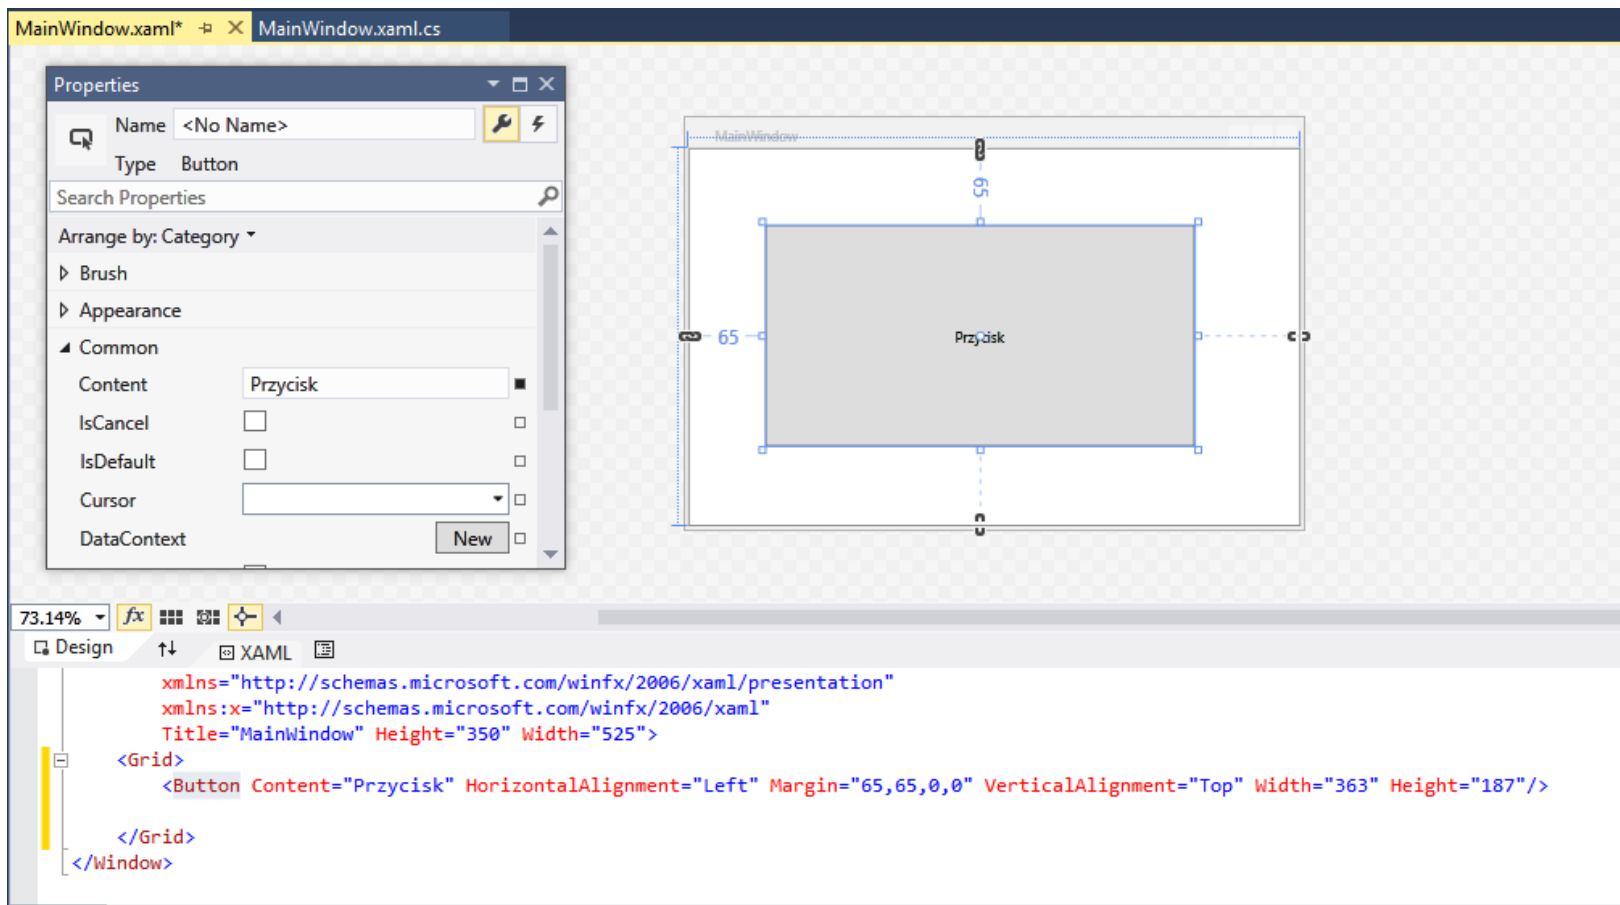 MainWindow.xaml*
MainWindow.xaml.cs
Properties
Name <No Name>
Type Button
Search Properties
Arrange by: Category
Brush
Appearance
Common
Content Przycisk
IsCancel
IsDefault
Cursor
DataContext New
MainWindow
65
65
Przycisk
73.14% fx
Design XAML
xmlns="http://schemas.microsoft.com/winfx/2006/xaml/presentation"
xmlns:x="http://schemas.microsoft.com/winfx/2006/xaml"
Title="MainWindow" Height="350" Width="525">
<Grid>
<Button Content="Przycisk" HorizontalAlignment="Left" Margin="65,65,0,0" VerticalAlignment="Top" Width="363" Height="187"/>
</Grid>
</Window>